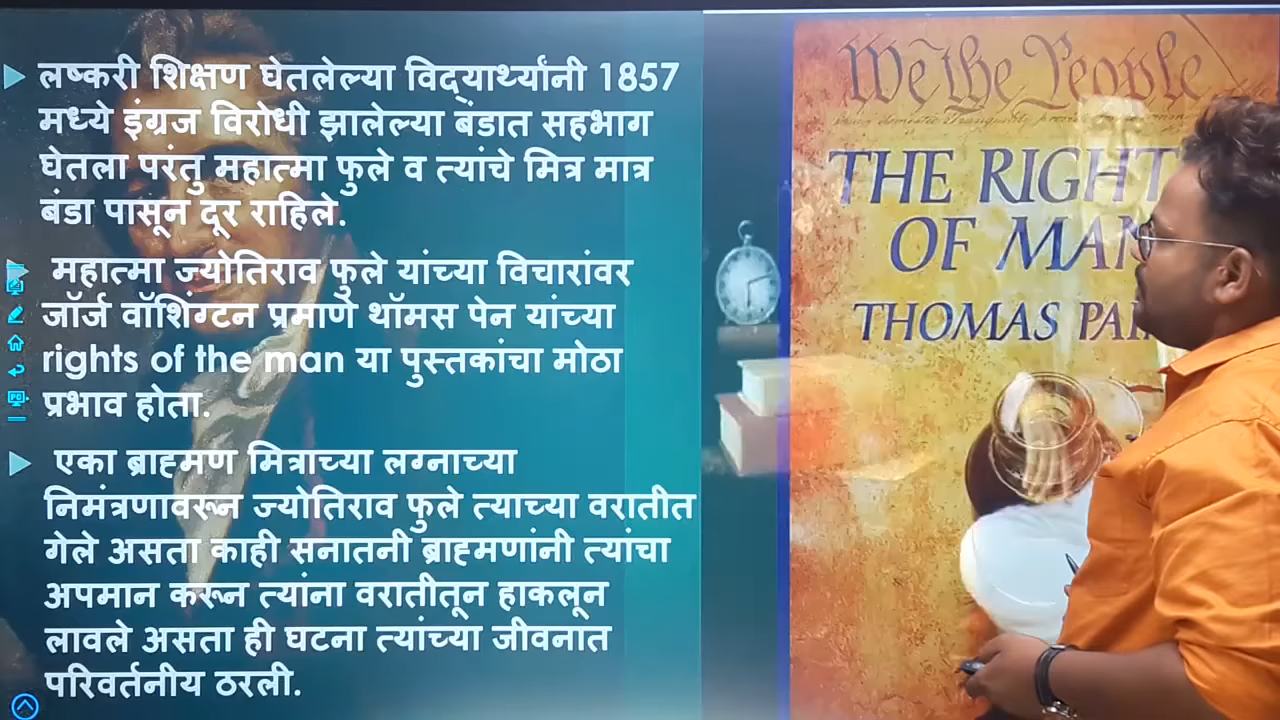 लष्करी शिक्षण घेतलेल्या विद्यार्थ्यांनी 1857
मध्ये इंग्रज विरोधी झालेल्या बंडात सहभाग
घेतला परंतु महात्मा फुले व त्यांचे मित्र मात्र
बंडा पासून दूर राहिले.
महात्मा ज्योतिराव फुले यांच्या विचारांवर
जॉर्ज वॉशिंग्टन प्रमाणे थॉमस पेन यांच्या
rights of the man या पुस्तकांचा मोठा
प्रभाव होता.
एका ब्राह्मण मित्राच्या लग्नाच्या
निमंत्रणावरून ज्योतिराव फुले त्याच्या वरातीत
गेले असता काही सनातनी ब्राह्मणांनी त्यांचा
अपमान करून त्यांना वरातीतून हाकलून
लावले असता ही घटना त्यांच्या जीवनात
परिवर्तनीय ठरली.
We the People
THE RIGHT
OF MAN
THOMAS PAI